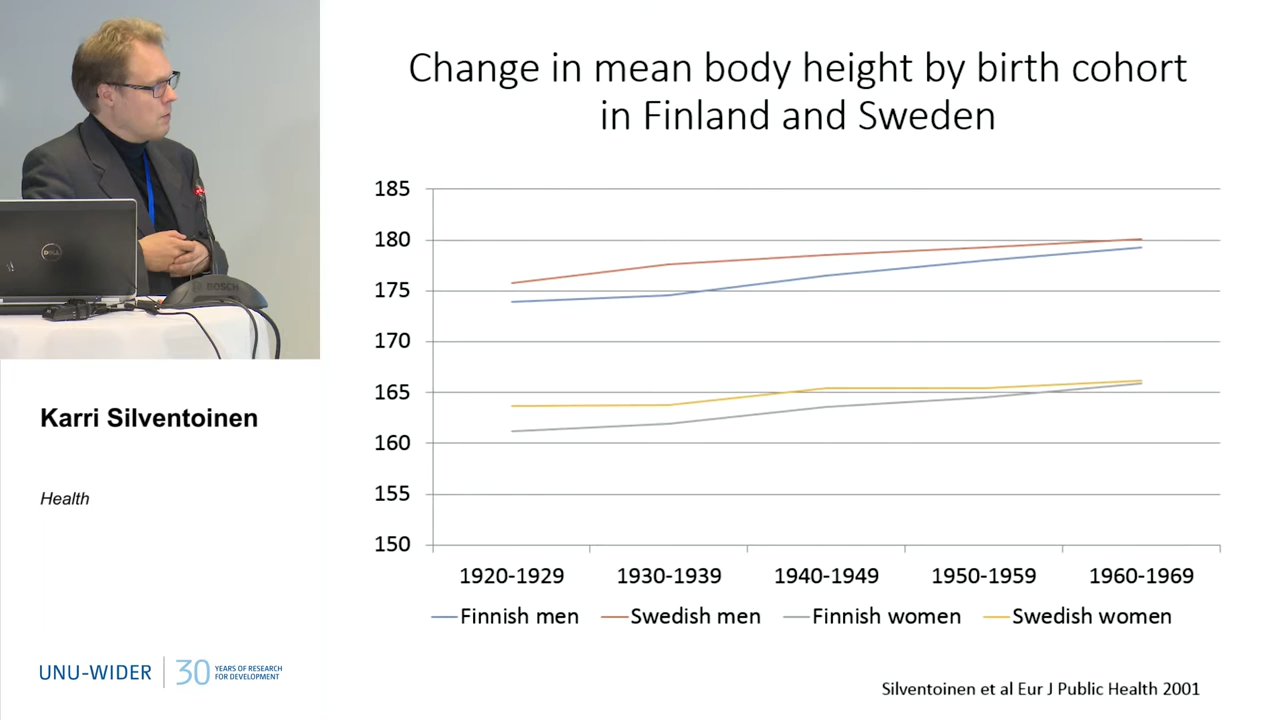 Change in mean body height by birth cohort
in Finland and Sweden
185
180
175
170
165
160
155
150
1920-1929 1930-1939 1940-1949 1950-1959 1960-1969
Finnish men Swedish men Finnish women Swedish women
Silventoinen et al Eur J Public Health 2001
DELL
BOSCH
Karri Silventoinen
Health
UNU-WIDER
30 YEARS OF RESEARCH
FOR DEVELOPMENT